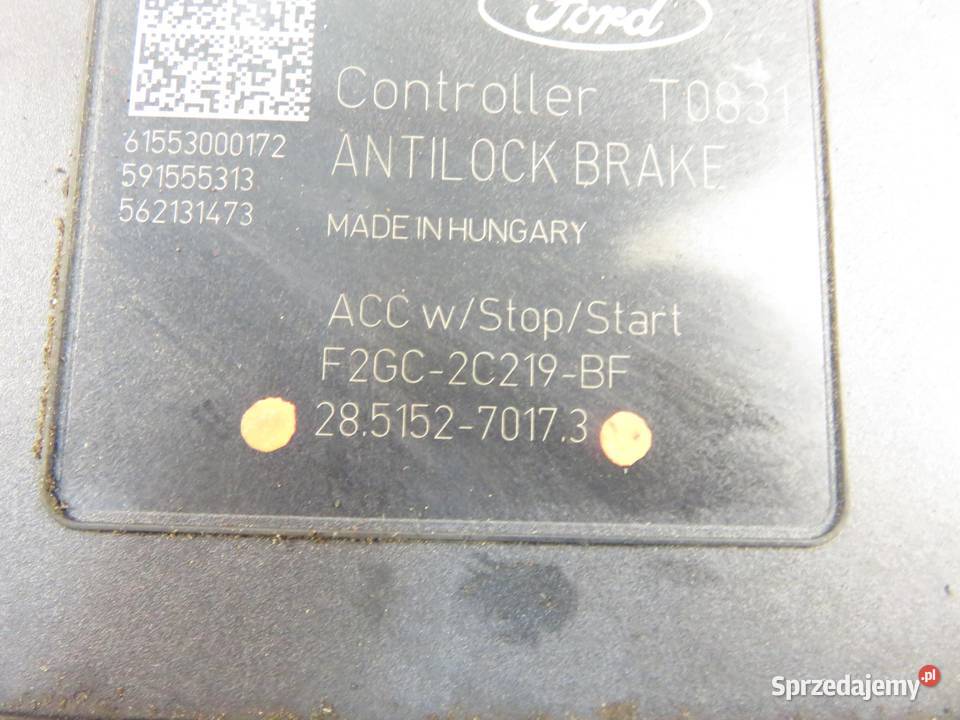 Ford
Controller T0831
61553000172
ANTILOCK BRAKE
591555313
562131473
MADE IN HUNGARY
ACC w/Stop/Start
F2GC-2C219-BF
28.5152-7017.3
Sprzedajemy.pl